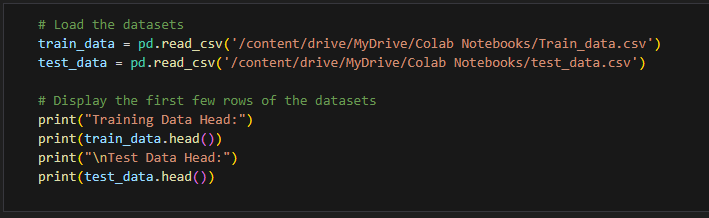 # Load the datasets
train_data = pd.read_csv('/content/drive/MyDrive/Colab Notebooks/Train_data.csv')
test_data = pd.read_csv('/content/drive/MyDrive/Colab Notebooks/test_data.csv')
# Display the first few rows of the datasets
print("Training Data Head:")
print(train_data.head())
print("\nTest Data Head:")
print(test_data.head())